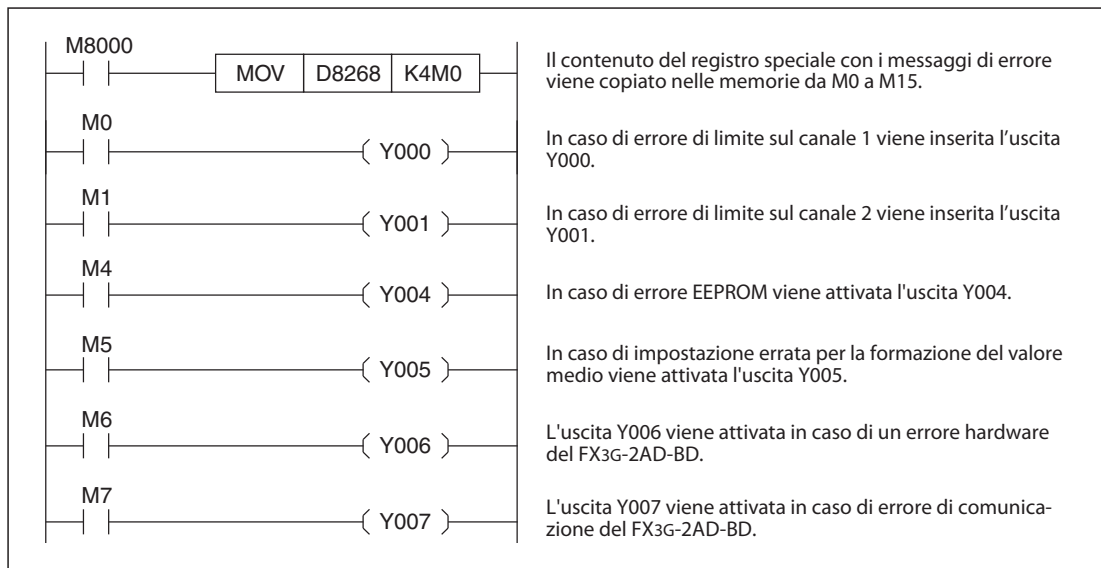 M8000
MOV D8268 K4M0
Il contenuto del registro speciale con i messaggi di errore
viene copiato nelle memorie da M0 a M15.
M0
Y000
In caso di errore di limite sul canale 1 viene inserita l’uscita
Y000.
M1
Y001
In caso di errore di limite sul canale 2 viene inserita l’uscita
Y001.
M4
Y004
In caso di errore EEPROM viene attivata l'uscita Y004.
M5
Y005
In caso di impostazione errata per la formazione del valore
medio viene attivata l'uscita Y005.
M6
Y006
L'uscita Y006 viene attivata in caso di un errore hardware
del FX3G-2AD-BD.
M7
Y007
L'uscita Y007 viene attivata in caso di errore di comunica-
zione del FX3G-2AD-BD.